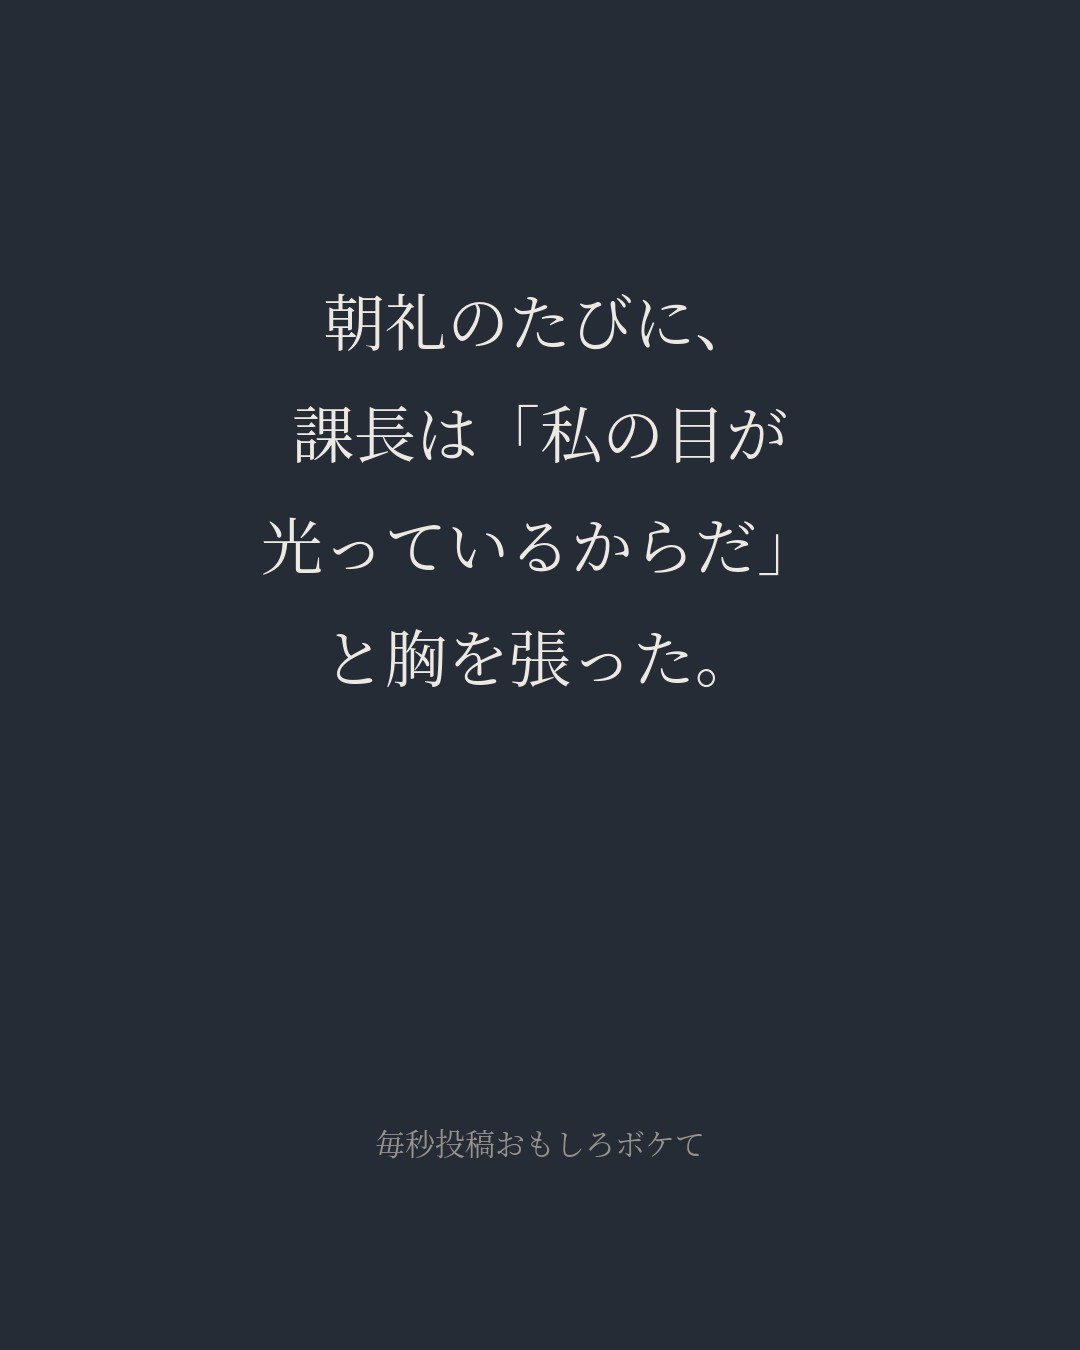 朝礼のたびに、
課長は「私の目が
光っているからだ」
と胸を張った。
毎秒投稿おもしろボケて